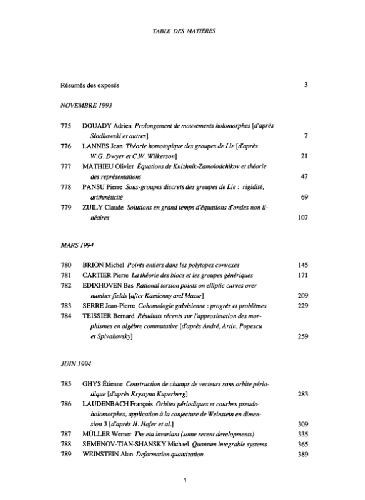 TABLE DES MATIÈRES
Résumés des exposés 3
NOVEMBRE 1993
775 DOUADY Adrien Prolongement de mouvements holomorphes [d'après
Slodkowski et autres] 7
776 LANNES Jean Théorie homotopique des groupes de Lie [d'après
W.G. Dwyer et C.W. Wilkerson] 21
777 MATHIEU Olivier Équations de Knizhnik-Zamolodchikov et théorie
des représentations 47
778 PANSU Pierre Sous-groupes discrets des groupes de Lie : rigidité,
arithméticité 69
779 ZUILY Claude Solutions en grand temps d'équations d'ondes non li-
néaires 107
MARS 1994
780 BRION Michel Points entiers dans les polytopes convexes 145
781 CARTIER Pierre La théorie des blocs et les groupes génériques 171
782 EDIXHOVEN Bas Rational torsion points on elliptic curves over
number fields [after Kamienny and Mazur] 209
783 SERRE Jean-Pierre Cohomologie galoisienne : progrès et problèmes 229
784 TEISSIER Bernard Résultats récents sur l'approximation des mor-
phismes en algèbre commutative [d'après André, Artin, Popescu
et Spivakovsky] 259
JUIN 1994
785 GHYS Étienne Construction de champs de vecteurs sans orbite pério-
dique [d'après Krystyna Kuperberg] 283
786 LAUDENBACH François Orbites périodiques et courbes pseudo-
holomorphes, application à la conjecture de Weinstein en dimen-
sion 3 [d'après H. Hofer et al.] 309
787 MÜLLER Werner The eta invariant (some recent developments) 335
788 SEMENOV-TIAN-SHANSKY Michael Quantum integrable systems 365
789 WEINSTEIN Alan Deformation quantization 389
1